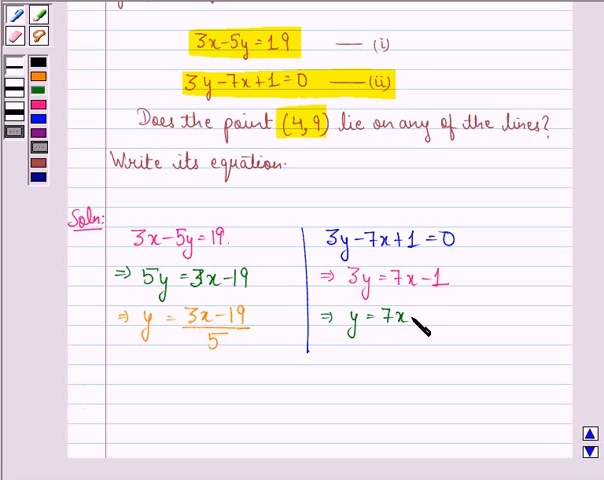 3x-5y=19 — (i)
3y-7x+1=0 — (ii)
Does the point (4,9) lie on any of the lines?
Write its equation.
Soln:
3x-5y=19.
⇒ 5y=3x-19
⇒ y = (3x-19)/5
3y-7x+1=0
⇒ 3y=7x-1
⇒ y=7x